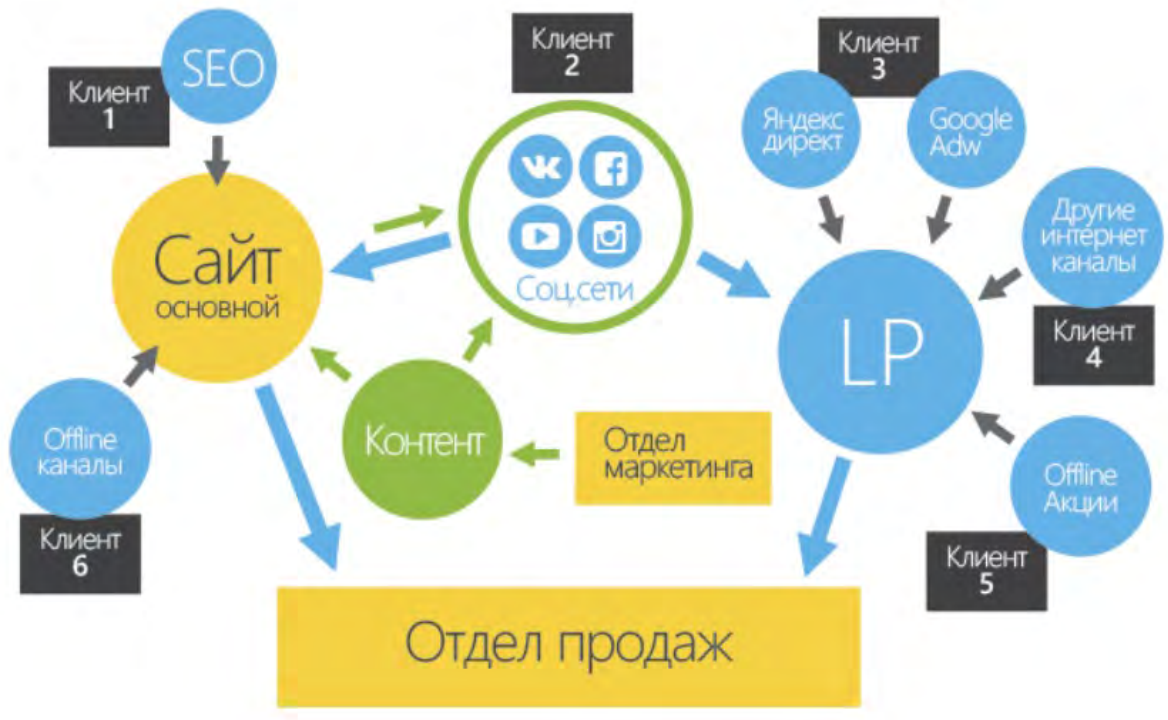 SEO
Клиент
1
Клиент
2
Клиент
3
Яндекс
директ
Google
Adw
Другие
интернет
каналы
Клиент
4
Сайт
основной
Соц.сети
LP
Offline
каналы
Клиент
6
Контент
Отдел
маркетинга
Offline
Акции
Клиент
5
Отдел продаж